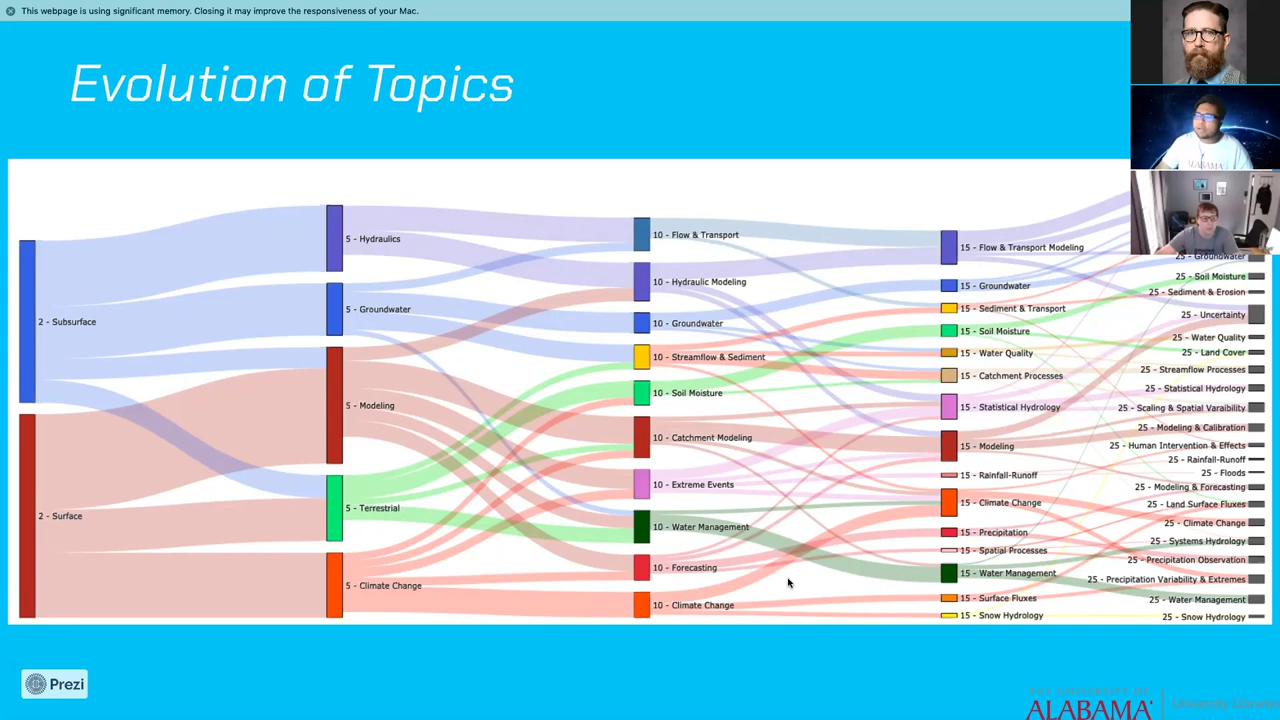 This webpage is using significant memory. Closing it may improve the responsiveness of your Mac.
Evolution of Topics
2 - Subsurface
2 - Surface
5 - Hydraulics
5 - Groundwater
5 - Modeling
5 - Terrestrial
5 - Climate Change
10 - Flow & Transport
10 - Hydraulic Modeling
10 - Groundwater
10 - Streamflow & Sediment
10 - Soil Moisture
10 - Catchment Modeling
10 - Extreme Events
10 - Water Management
10 - Forecasting
10 - Climate Change
15 - Flow & Transport Modeling
15 - Groundwater
15 - Sediment & Transport
15 - Soil Moisture
15 - Water Quality
15 - Catchment Processes
15 - Statistical Hydrology
15 - Modeling
15 - Rainfall-Runoff
15 - Climate Change
15 - Precipitation
15 - Spatial Processes
15 - Water Management
15 - Surface Fluxes
15 - Snow Hydrology
25 - Groundwater
25 - Soil Moisture
25 - Sediment & Erosion
25 - Uncertainty
25 - Water Quality
25 - Land Cover
25 - Streamflow Processes
25 - Statistical Hydrology
25 - Scaling & Spatial Varaibility
25 - Modeling & Calibration
25 - Human Intervention & Effects
25 - Rainfall-Runoff
25 - Floods
25 - Modeling & Forecasting
25 - Land Surface Fluxes
25 - Climate Change
25 - Systems Hydrology
25 - Precipitation Observation
25 - Precipitation Variability & Extremes
25 - Water Management
25 - Snow Hydrology
ALABAMA
Prezi
THE UNIVERSITY OF
ALABAMA University Libraries